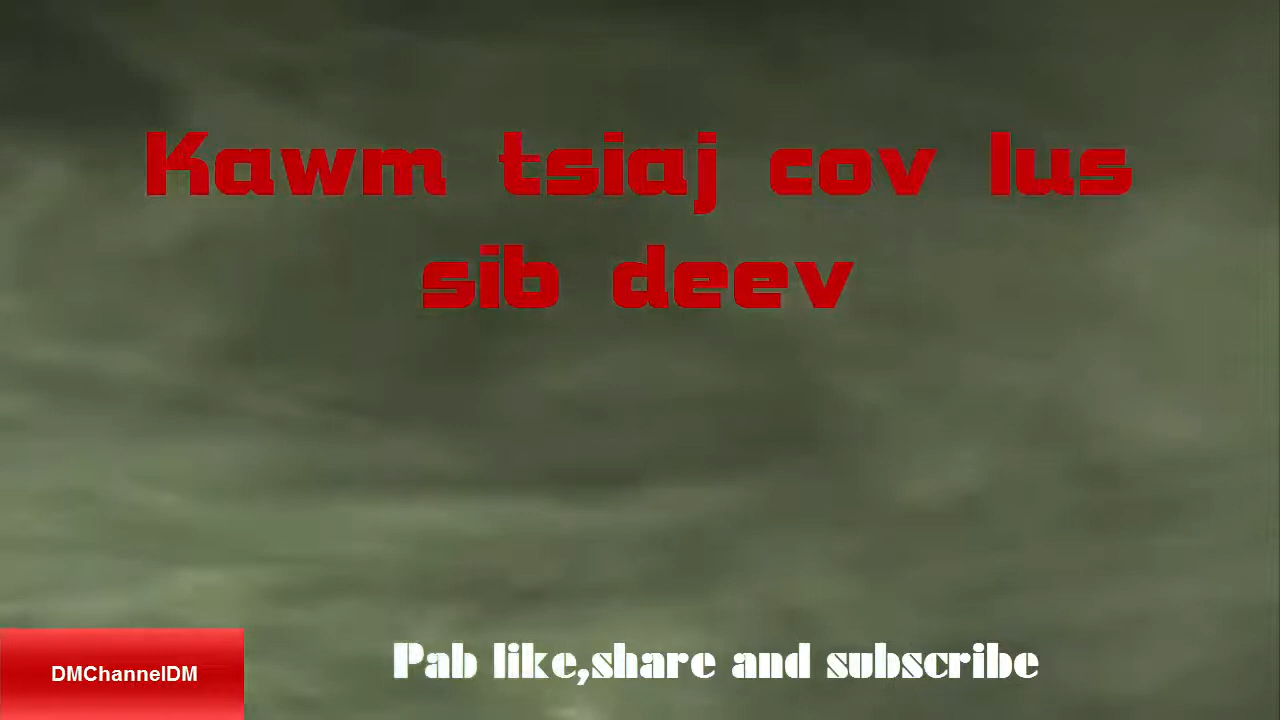 Kawm tsiaj cov lus
sib deev
Pab like,share and subscribe
DMChannelDM